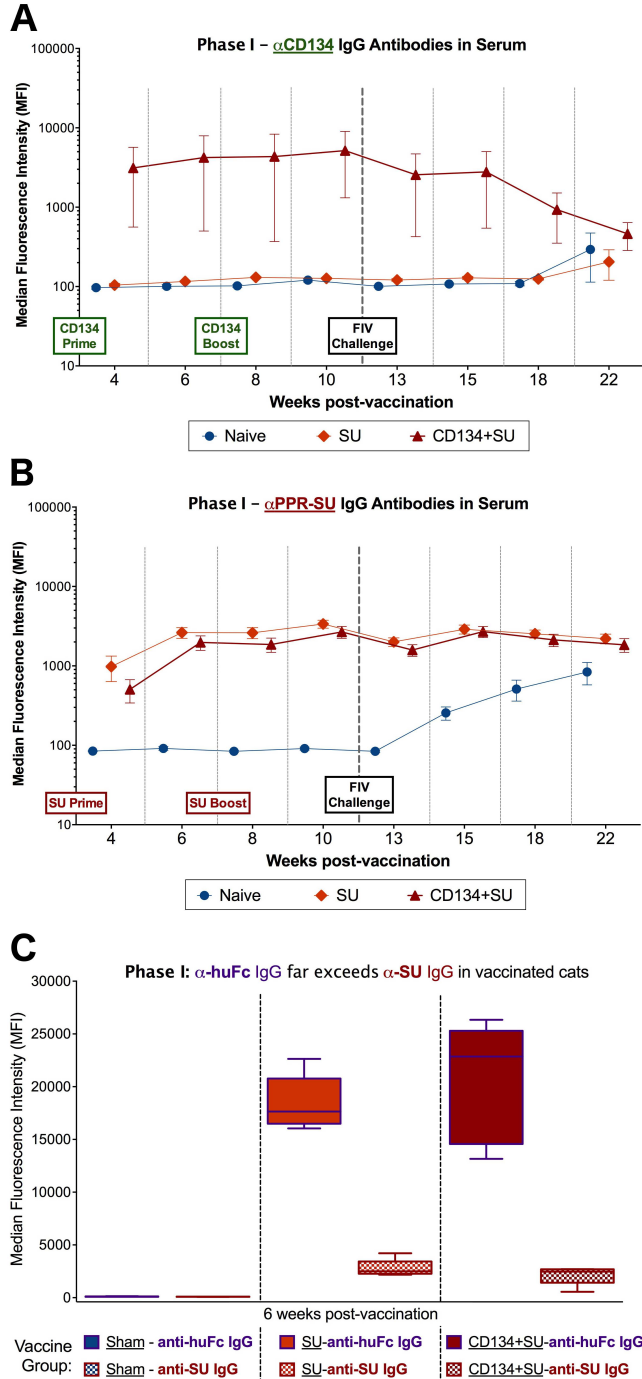 A
Phase I – αCD134 IgG Antibodies in Serum
Median Fluorescence Intensity (MFI)
100000
10000
1000
100
10
CD134
Prime
CD134
Boost
FIV
Challenge
4 6 8 10 13 15 18 22
Weeks post-vaccination
Naive SU CD134+SU
B
Phase I – αPPR-SU IgG Antibodies in Serum
Median Fluorescence Intensity (MFI)
100000
10000
1000
100
10
SU Prime
SU Boost
FIV
Challenge
4 6 8 10 13 15 18 22
Weeks post-vaccination
Naive SU CD134+SU
C
Phase I: α-huFc IgG far exceeds α-SU IgG in vaccinated cats
Median Fluorescence Intensity (MFI)
30000
25000
20000
15000
10000
5000
0
6 weeks post-vaccination
Vaccine
Group:
Sham - anti-huFc IgG SU-anti-huFc IgG CD134+SU-anti-huFc IgG
Sham - anti-SU IgG SU-anti-SU IgG CD134+SU-anti-SU IgG